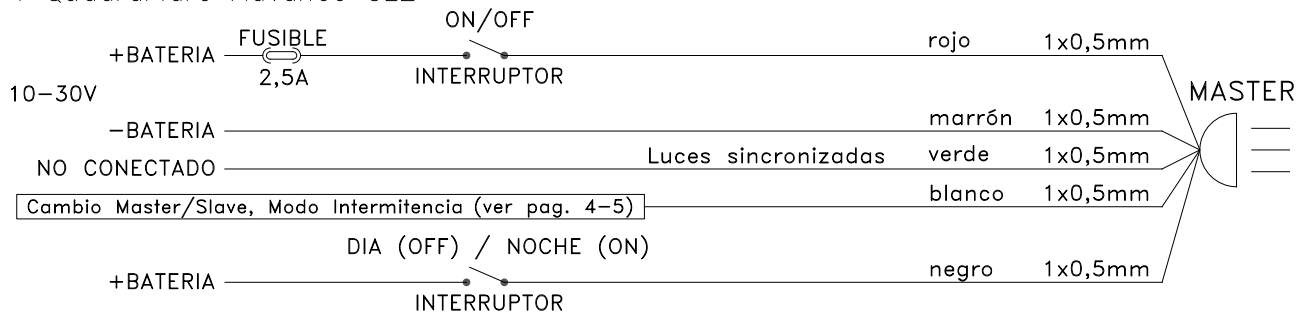 ON/OFF
FUSIBLE
+BATERIA
rojo 1x0,5mm
2,5A
INTERRUPTOR
10-30V
MASTER
-BATERIA
marrón 1x0,5mm
NO CONECTADO
Luces sincronizadas verde 1x0,5mm
Cambio Master/Slave, Modo Intermitencia (ver pag. 4-5)
blanco 1x0,5mm
DIA (OFF) / NOCHE (ON)
+BATERIA
negro 1x0,5mm
INTERRUPTOR